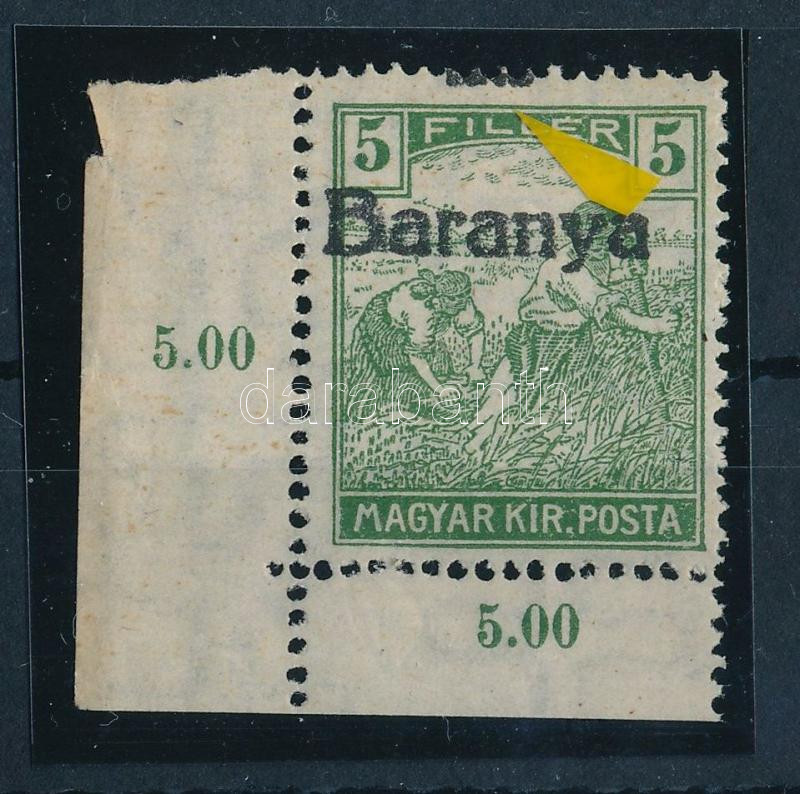 5 FILLÉR 5
Baranya
5.00
darabanth
MAGYAR KIR. POSTA
5.00